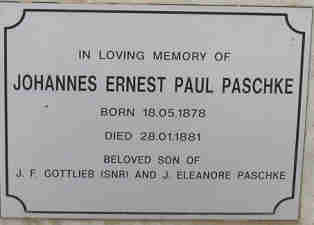 IN LOVING MEMORY OF
JOHANNES ERNEST PAUL PASCHKE
BORN 18.05.1878
DIED 28.01.1881
BELOVED SON OF
J. F. GOTTLIEB (SNR) AND J. ELEANORE PASCHKE